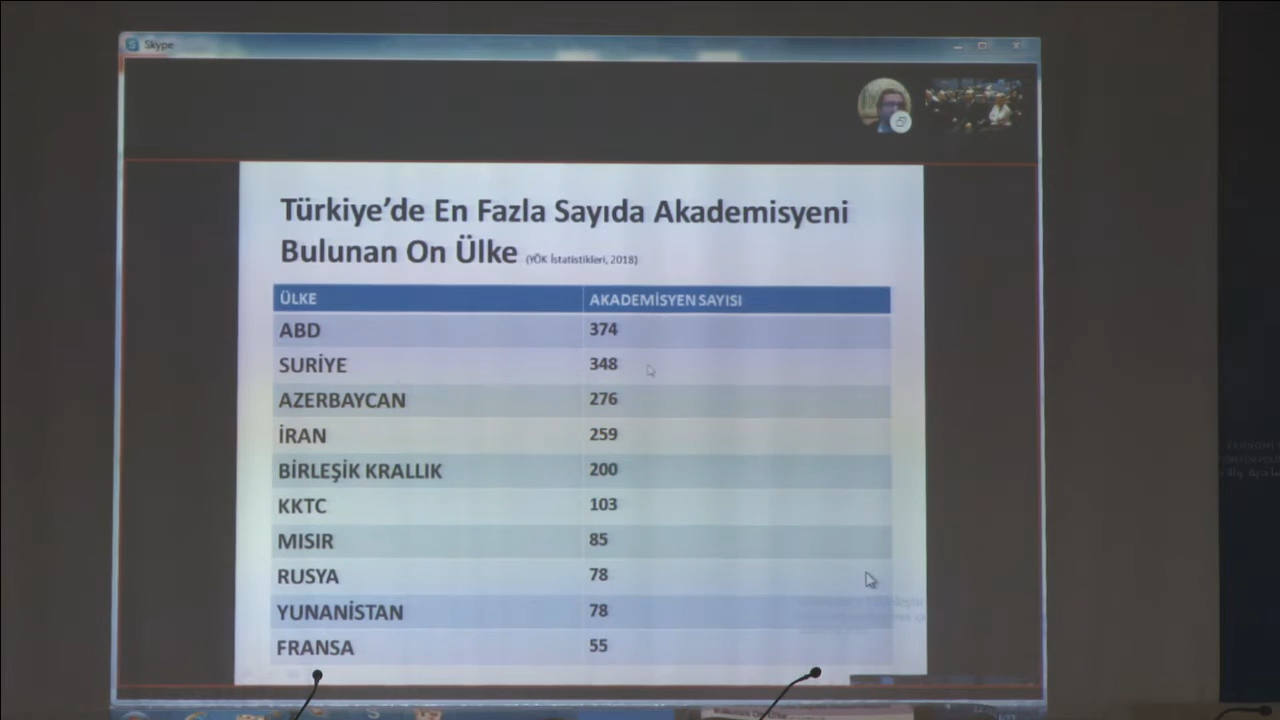 Skype
Türkiye'de En Fazla Sayıda Akademisyeni
Bulunan On Ülke (YÖK İstatistikleri, 2018)
ÜLKE AKADEMİSYEN SAYISI
ABD 374
SURİYE 348
AZERBAYCAN 276
İRAN 259
BİRLEŞİK KRALLIK 200
KKTC 103
MISIR 85
RUSYA 78
YUNANİSTAN 78
FRANSA 55